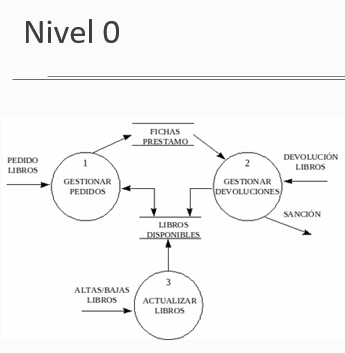 Nivel 0
FICHAS
PRESTAMO
PEDIDO
LIBROS
1
GESTIONAR
PEDIDOS
2
GESTIONAR
DEVOLUCIONES
DEVOLUCIÓN
LIBROS
SANCIÓN
LIBROS
DISPONIBLES
ALTAS/BAJAS
LIBROS
3
ACTUALIZAR
LIBROS